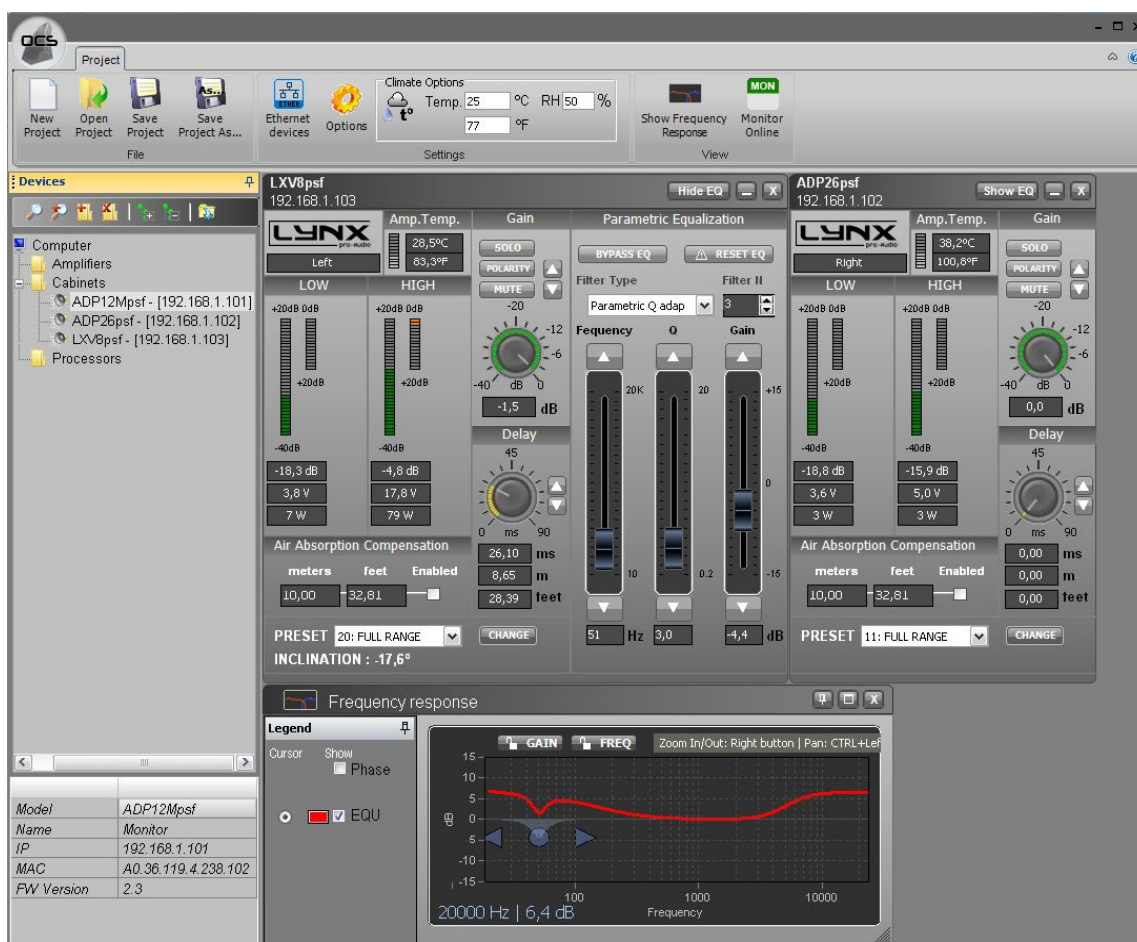 OCS
Project
New
Project
Open
Project
Save
Project
As...
Save
Project As...
File
ETHER
Ethernet
devices
Options
Climate Options
tº
Temp. 25 ºC RH 50 %
77 ºF
Settings
Show Frequency
Response
MON
Monitor
Online
View
Devices
Computer
Amplifiers
Cabinets
ADP12Mpsf - [192.168.1.101]
ADP26psf - [192.168.1.102]
LXV8psf - [192.168.1.103]
Processors
Model ADP12Mpsf
Name Monitor
IP 192.168.1.101
MAC A0.36.119.4.238.102
FW Version 2.3
LXV8psf
192.168.1.103
Hide EQ
X
LYNX
pro-audio
Left
Amp.Temp.
28,5ºC
83,3ºF
LOW HIGH
+20dB 0dB +20dB 0dB
+20dB +20dB
-40dB -40dB
-18,3 dB -4,8 dB
3,8 V 17,8 V
7 W 79 W
Air Absorption Compensation
meters feet Enabled
10,00 32,81
PRESET 20: FULL RANGE CHANGE
INCLINATION : -17,6º
Gain
SOLO
POLARITY
MUTE
-20
-12
-6
-40 dB 0
-1,5 dB
Delay
45
0 ms 90
26,10 ms
8,65 m
28,39 feet
Parametric Equalization
BYPASS EQ RESET EQ
Filter Type Filter N
Parametric Q adap 3
Fequency Q Gain
20K 20 +15
0
10 0.2 -15
51 Hz 3,0 -4,4 dB
ADP26psf
192.168.1.102
Show EQ
X
LYNX
pro-audio
Right
Amp.Temp.
38,2ºC
100,8ºF
LOW HIGH
+20dB 0dB +20dB 0dB
+20dB +20dB
-40dB -40dB
-18,8 dB -15,9 dB
3,6 V 5,0 V
3 W 3 W
Air Absorption Compensation
meters feet Enabled
10,00 32,81
PRESET 11: FULL RANGE CHANGE
Gain
SOLO
POLARITY
MUTE
-20
-12
-6
-40 dB 0
0,0 dB
Delay
45
0 ms 90
0,00 ms
0,00 m
0,00 feet
Frequency response
X
Legend
Cursor Show
Phase
EQU
GAIN FREQ Zoom In/Out: Right button | Pan: CTRL+Lef
15
10
5
0
5
-10
-15
dB
100 1000 10000
Frequency
20000 Hz | 6,4 dB